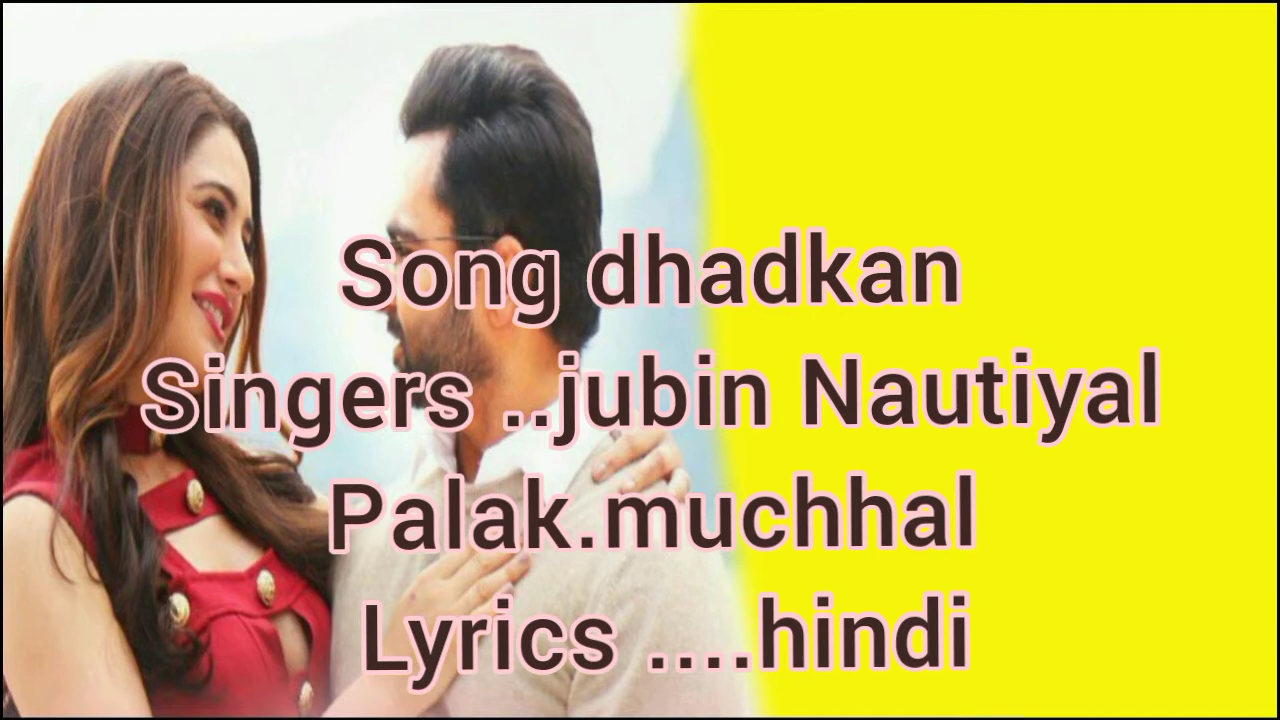 Song dhadkan
Singers ..jubin Nautiyal
Palak.muchhal
Lyrics ....hindi